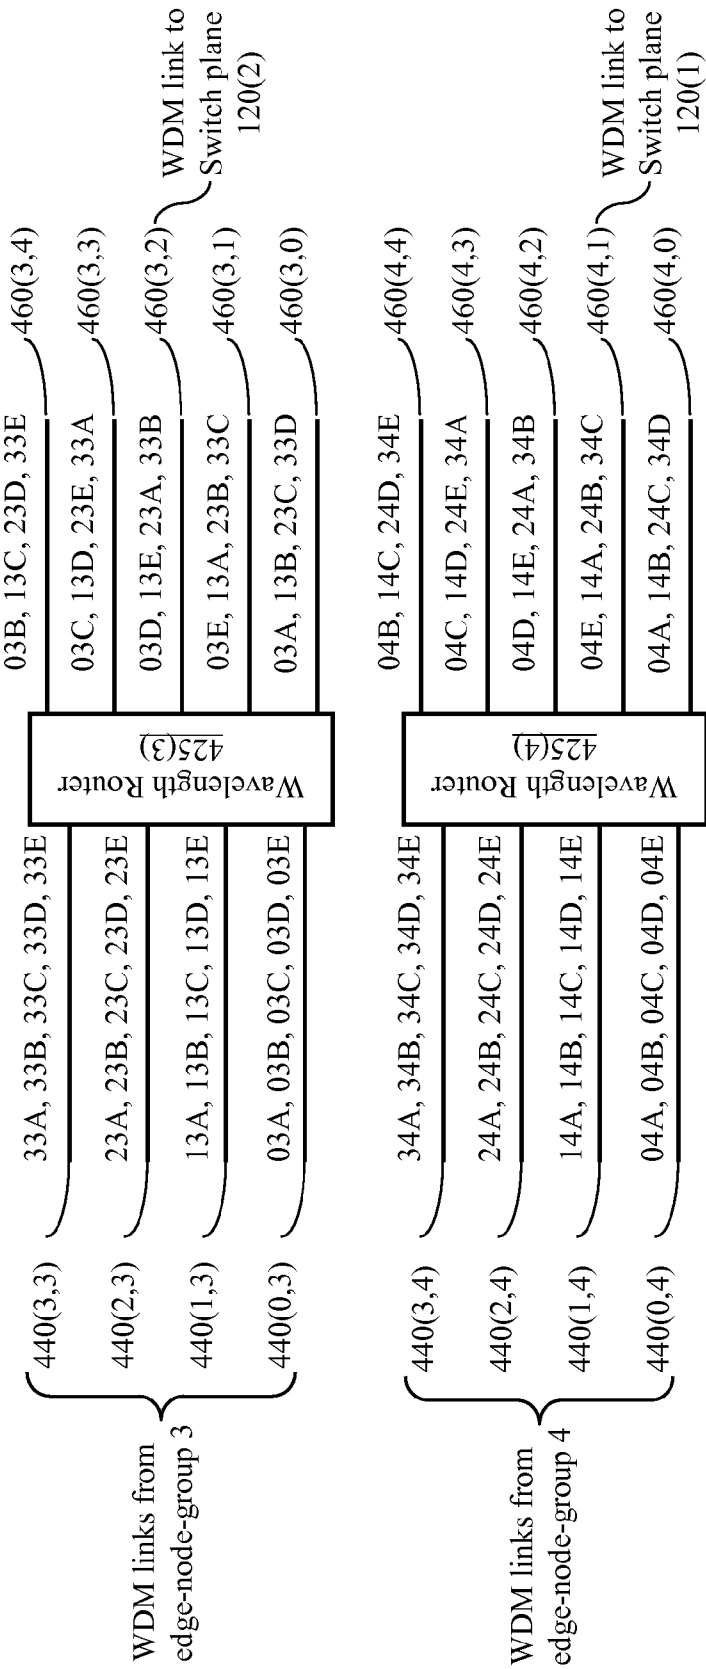 WDM links from
edge-node-group 3
440(3,3)
33A, 33B, 33C, 33D, 33E
440(2,3)
23A, 23B, 23C, 23D, 23E
440(1,3)
13A, 13B, 13C, 13D, 13E
440(0,3)
03A, 03B, 03C, 03D, 03E
Wavelength Router
425(3)
03B, 13C, 23D, 33E
460(3,4)
03C, 13D, 23E, 33A
460(3,3)
03D, 13E, 23A, 33B
460(3,2)
03E, 13A, 23B, 33C
460(3,1)
03A, 13B, 23C, 33D
460(3,0)
WDM link to
Switch plane
120(2)
WDM links from
edge-node-group 4
440(3,4)
34A, 34B, 34C, 34D, 34E
440(2,4)
24A, 24B, 24C, 24D, 24E
440(1,4)
14A, 14B, 14C, 14D, 14E
440(0,4)
04A, 04B, 04C, 04D, 04E
Wavelength Router
425(4)
04B, 14C, 24D, 34E
460(4,4)
04C, 14D, 24E, 34A
460(4,3)
04D, 14E, 24A, 34B
460(4,2)
04E, 14A, 24B, 34C
460(4,1)
04A, 14B, 24C, 34D
460(4,0)
WDM link to
Switch plane
120(1)